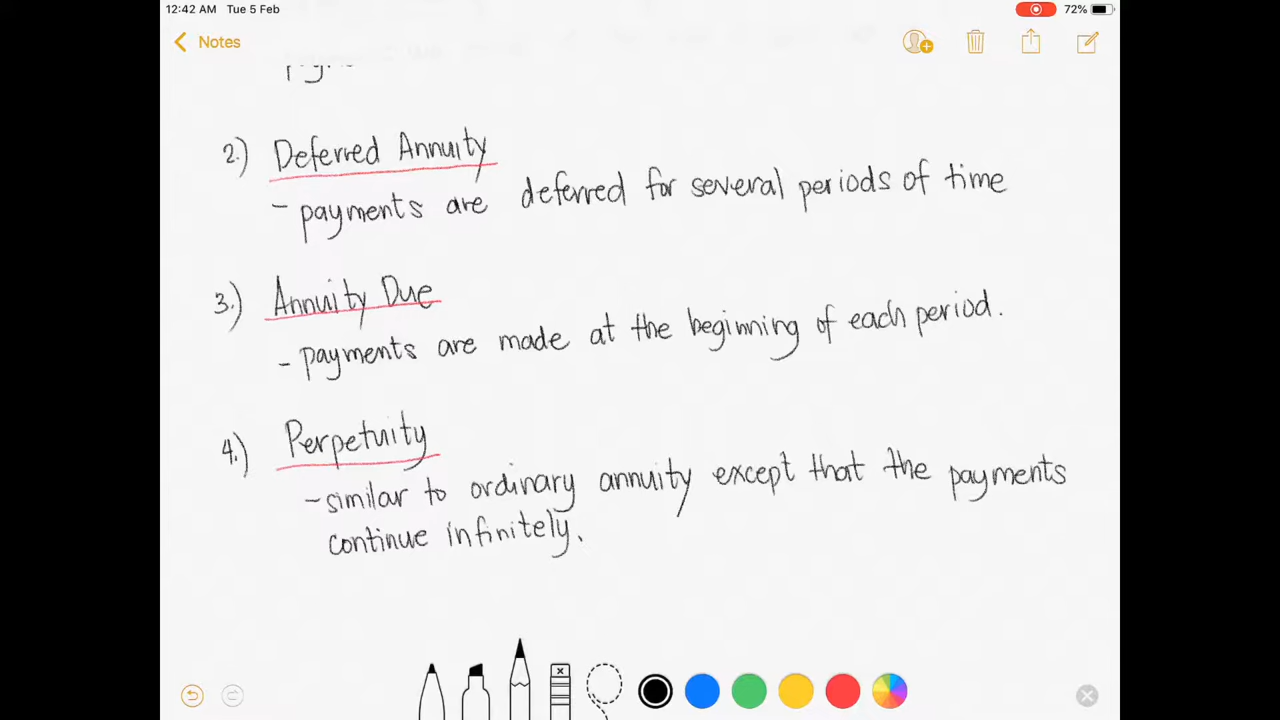 12:42 AM Tue 5 Feb
72%
Notes
2.) Deferred Annuity
- payments are deferred for several periods of time
3.) Annuity Due
- payments are made at the beginning of each period.
4.) Perpetuity
- similar to ordinary annuity except that the payments
continue infinitely.